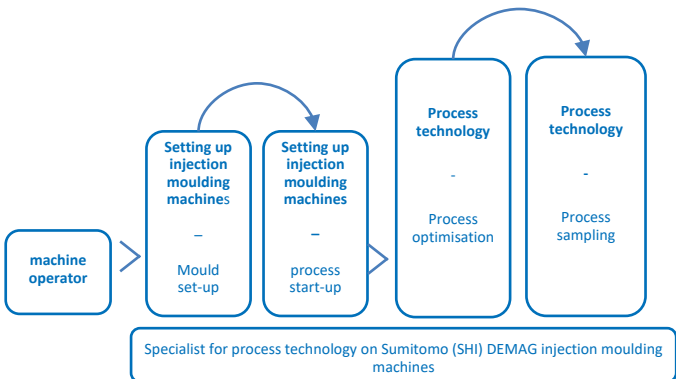 machine
operator
Setting up
injection
moulding
machines
–
Mould
set-up
Setting up
injection
moulding
machines
–
process
start-up
Process
technology
-
Process
optimisation
Process
technology
-
Process
sampling
Specialist for process technology on Sumitomo (SHI) DEMAG injection moulding
machines